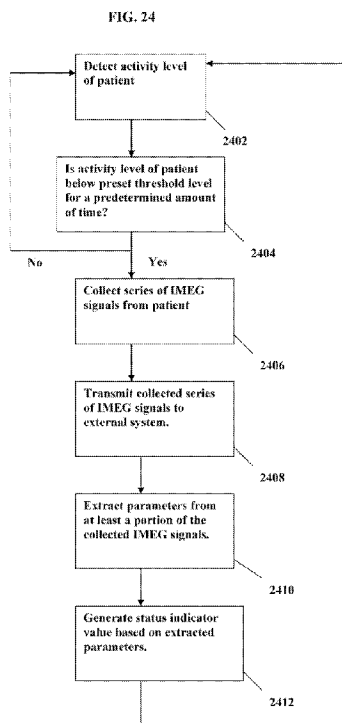 FIG. 24
Detect activity level
of patient
2402
Is activity level of patient
below preset threshold level
for a predetermined amount
of time?
2404
No
Yes
Collect series of IMEG
signals from patient
2406
Transmit collected series
of IMEG signals to
external system.
2408
Extract parameters from
at least a portion of the
collected IMEG signals.
2410
Generate status indicator
value based on extracted
parameters.
2412